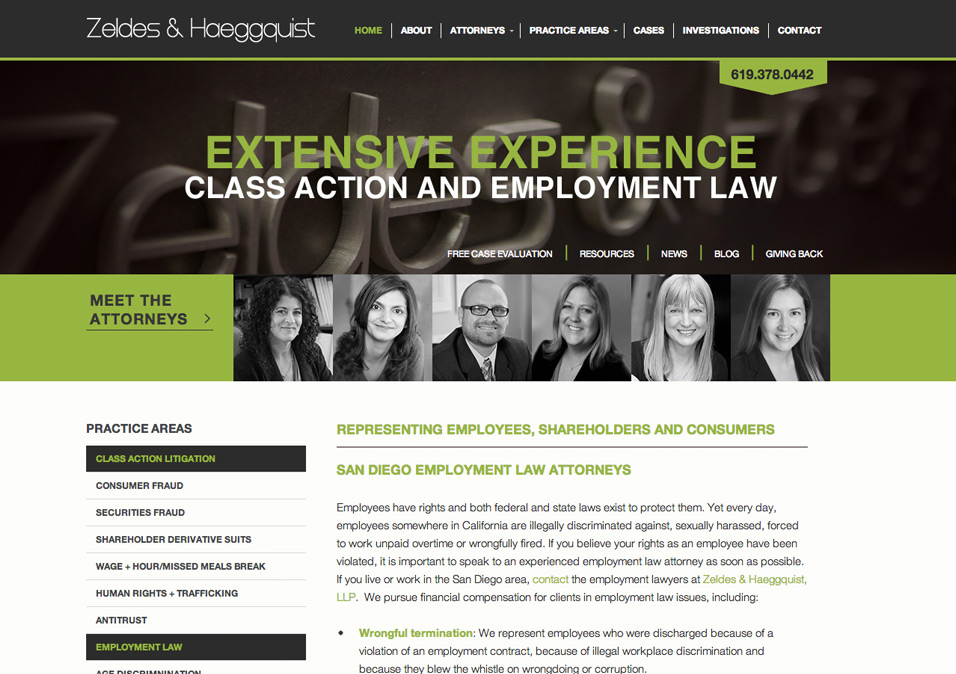 Zeldes & Haeggquist
HOME
ABOUT
ATTORNEYS
PRACTICE AREAS
CASES
INVESTIGATIONS
CONTACT
619.378.0442
EXTENSIVE EXPERIENCE
CLASS ACTION AND EMPLOYMENT LAW
FREE CASE EVALUATION
RESOURCES
NEWS
BLOG
GIVING BACK
MEET THE
ATTORNEYS >
PRACTICE AREAS
CLASS ACTION LITIGATION
CONSUMER FRAUD
SECURITIES FRAUD
SHAREHOLDER DERIVATIVE SUITS
WAGE + HOUR/MISSED MEALS BREAK
HUMAN RIGHTS + TRAFFICKING
ANTITRUST
EMPLOYMENT LAW
AGE DISCRIMNINATION
REPRESENTING EMPLOYEES, SHAREHOLDERS AND CONSUMERS
SAN DIEGO EMPLOYMENT LAW ATTORNEYS
Employees have rights and both federal and state laws exist to protect them. Yet every day,
employees somewhere in California are illegally discriminated against, sexually harassed, forced
to work unpaid overtime or wrongfully fired. If you believe your rights as an employee have been
violated, it is important to speak to an experienced employment law attorney as soon as possible.
If you live or work in the San Diego area, contact the employment lawyers at Zeldes & Haeggquist,
LLP. We pursue financial compensation for clients in employment law issues, including:
• Wrongful termination: We represent employees who were discharged because of a
violation of an employment contract, because of illegal workplace discrimination and
because they blew the whistle on wrongdoing or corruption.